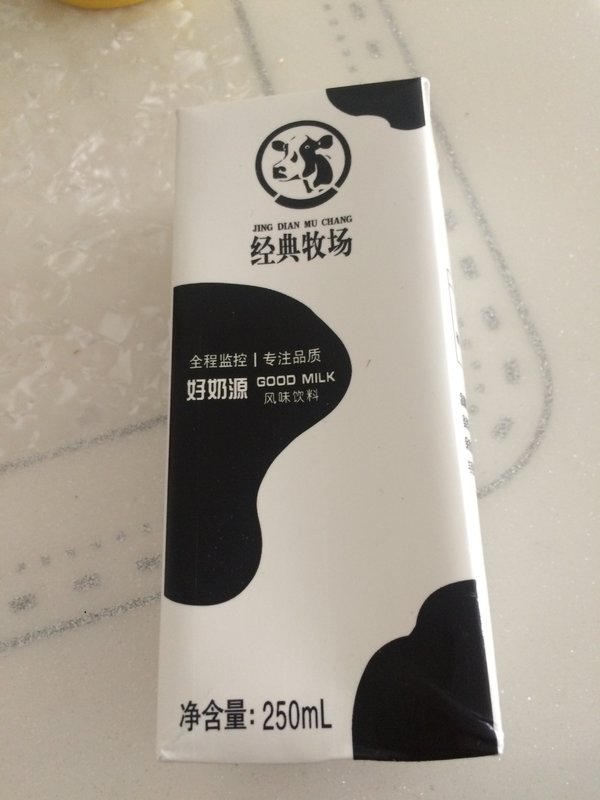 JING DIAN MU CHANG
经典牧场
全程监控 | 专注品质
好奶源 GOOD MILK
风味饮料
净含量: 250mL